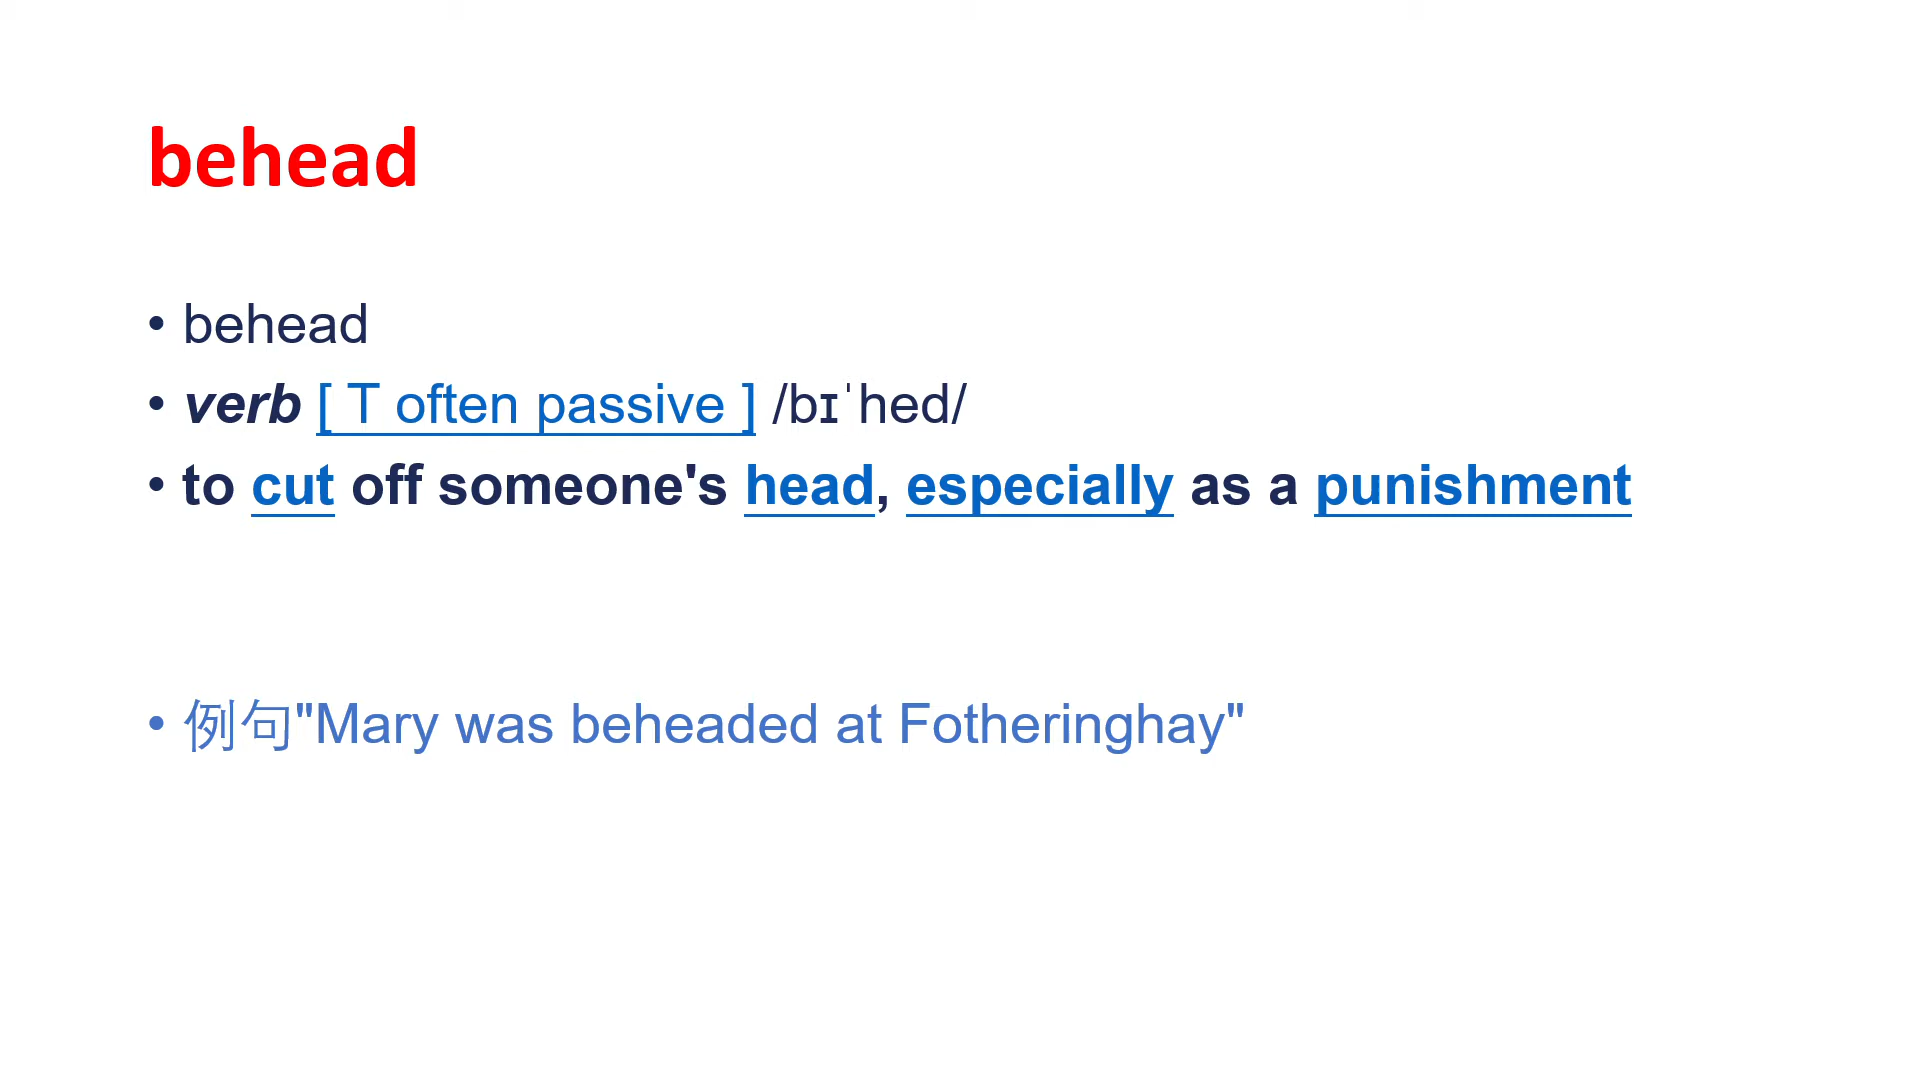 behead
• behead
• verb [ T often passive ] /bɪˈhed/
• to cut off someone's head, especially as a punishment
• 例句"Mary was beheaded at Fotheringhay"